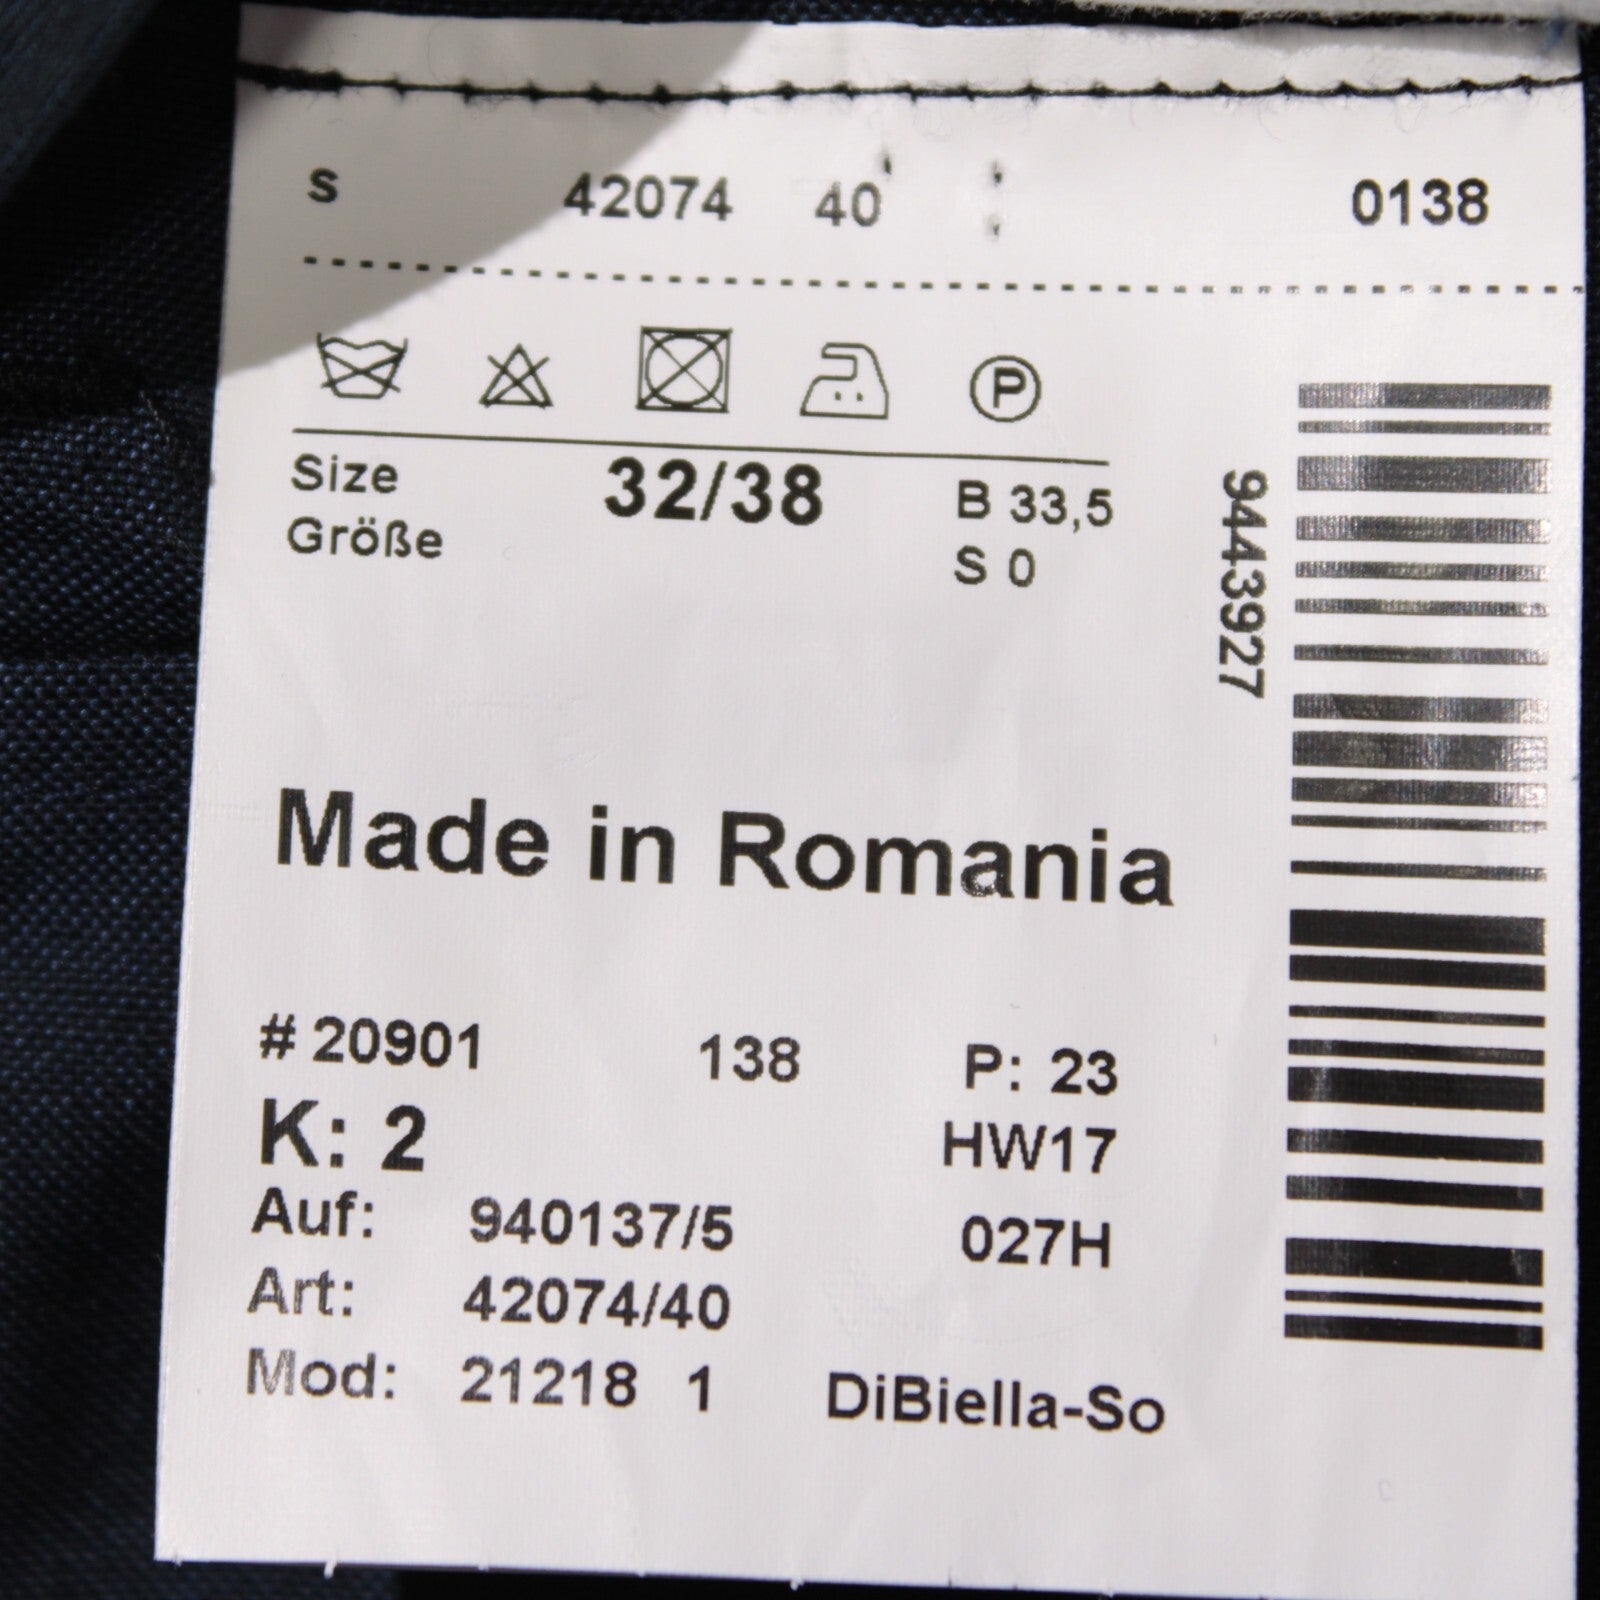 S 42074 40 0138
P
Size 32/38 B 33,5
Größe S 0
9443927
Made in Romania
# 20901 138 P: 23
K: 2 HW17
Auf: 940137/5 027H
Art: 42074/40
Mod: 21218 1 DiBiella-So